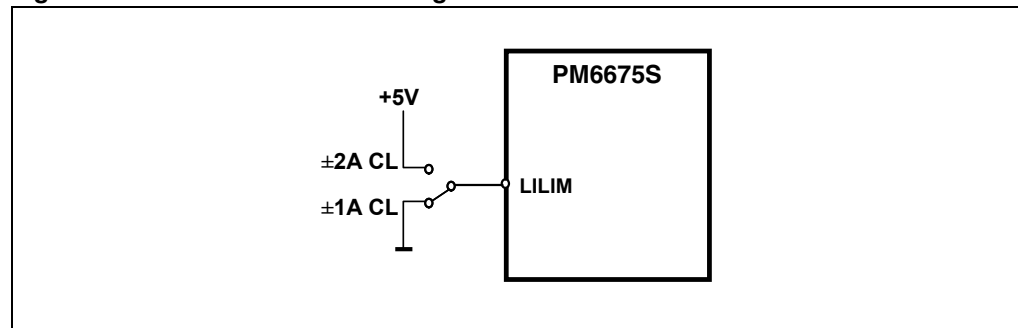 PM6675S
+5V
±2A CL
LILIM
±1A CL